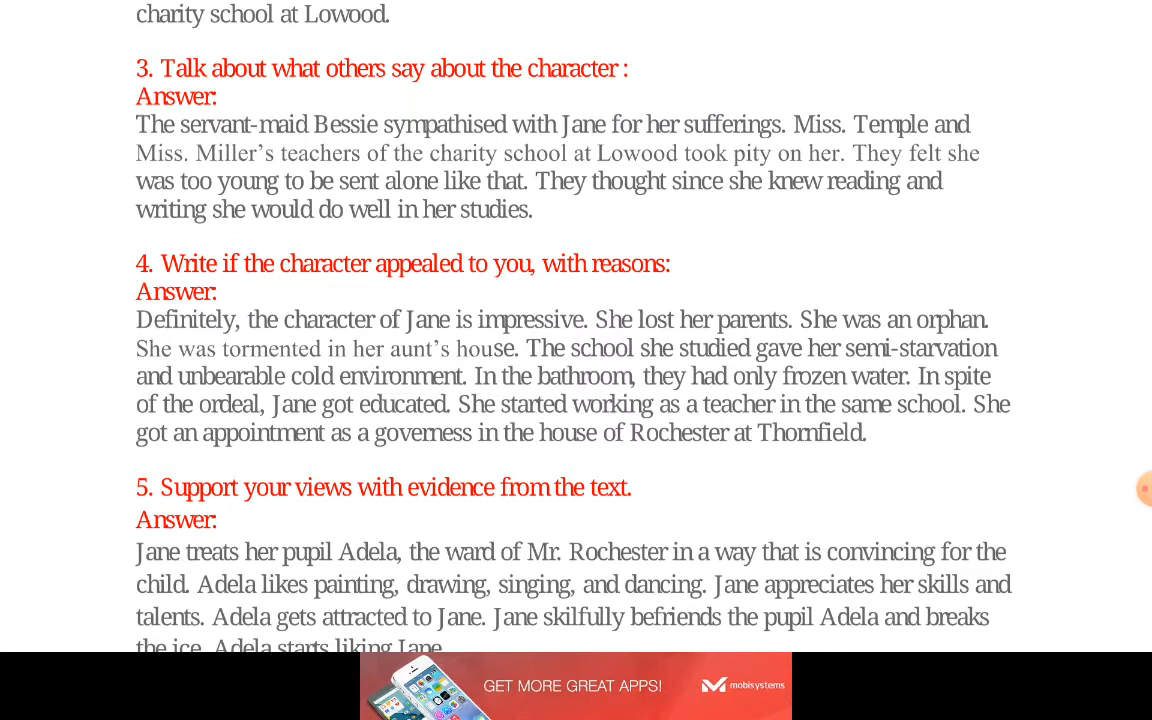 charity school at Lowood.
3. Talk about what others say about the character :
Answer:
The servant-maid Bessie sympathised with Jane for her sufferings. Miss. Temple and
Miss. Miller’s teachers of the charity school at Lowood took pity on her. They felt she
was too young to be sent alone like that. They thought since she knew reading and
writing she would do well in her studies.
4. Write if the character appealed to you, with reasons:
Answer:
Definitely, the character of Jane is impressive. She lost her parents. She was an orphan.
She was tormented in her aunt’s house. The school she studied gave her semi-starvation
and unbearable cold environment. In the bathroom, they had only frozen water. In spite
of the ordeal, Jane got educated. She started working as a teacher in the same school. She
got an appointment as a governess in the house of Rochester at Thornfield.
5. Support your views with evidence from the text.
Answer:
Jane treats her pupil Adela, the ward of Mr. Rochester in a way that is convincing for the
child. Adela likes painting, drawing, singing, and dancing. Jane appreciates her skills and
talents. Adela gets attracted to Jane. Jane skilfully befriends the pupil Adela and breaks
the ice. Adela starts liking Jane.
GET MORE GREAT APPS!
mobisystems